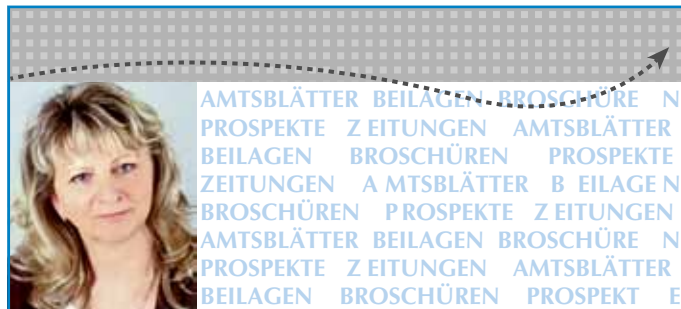 AMTSBLÄTTER BEILAGEN BROSCHÜRE N
PROSPEKTE Z EITUNGEN AMTSBLÄTTER
BEILAGEN BROSCHÜREN PROSPEKTE
ZEITUNGEN A MTSBLÄTTER B EILAGE N
BROSCHÜREN PROSPEKTE Z EITUNGEN
AMTSBLÄTTER BEILAGEN BROSCHÜRE N
PROSPEKTE Z EITUNGEN AMTSBLÄTTER
BEILAGEN BROSCHÜREN PROSPEKT E